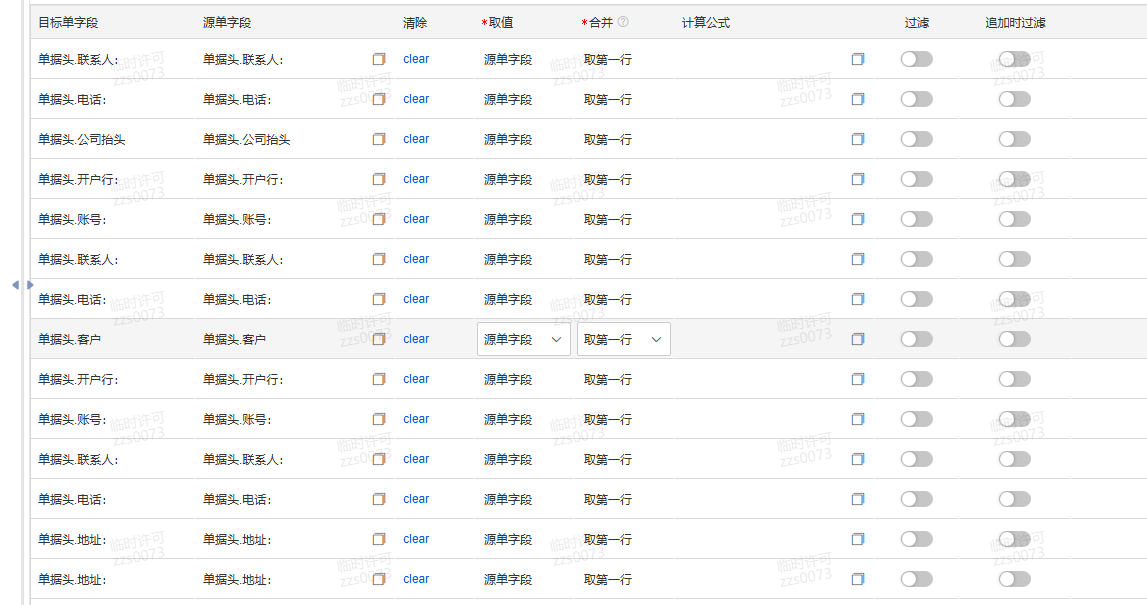 目标单字段 源单字段 清除 *取值 *合并 计算公式 过滤 追加时过滤
单据头.联系人: 单据头.联系人: clear 源单字段 取第一行
单据头.电话: 单据头.电话: clear 源单字段 取第一行
单据头.公司抬头 单据头.公司抬头 clear 源单字段 取第一行
单据头.开户行: 单据头.开户行: clear 源单字段 取第一行
单据头.账号: 单据头.账号: clear 源单字段 取第一行
单据头.联系人: 单据头.联系人: clear 源单字段 取第一行
单据头.电话: 单据头.电话: clear 源单字段 取第一行
单据头.客户 单据头.客户 clear 源单字段 取第一行
单据头.开户行: 单据头.开户行: clear 源单字段 取第一行
单据头.账号: 单据头.账号: clear 源单字段 取第一行
单据头.联系人: 单据头.联系人: clear 源单字段 取第一行
单据头.电话: 单据头.电话: clear 源单字段 取第一行
单据头.地址: 单据头.地址: clear 源单字段 取第一行
单据头.地址: 单据头.地址: clear 源单字段 取第一行
临时许可
zzs0073